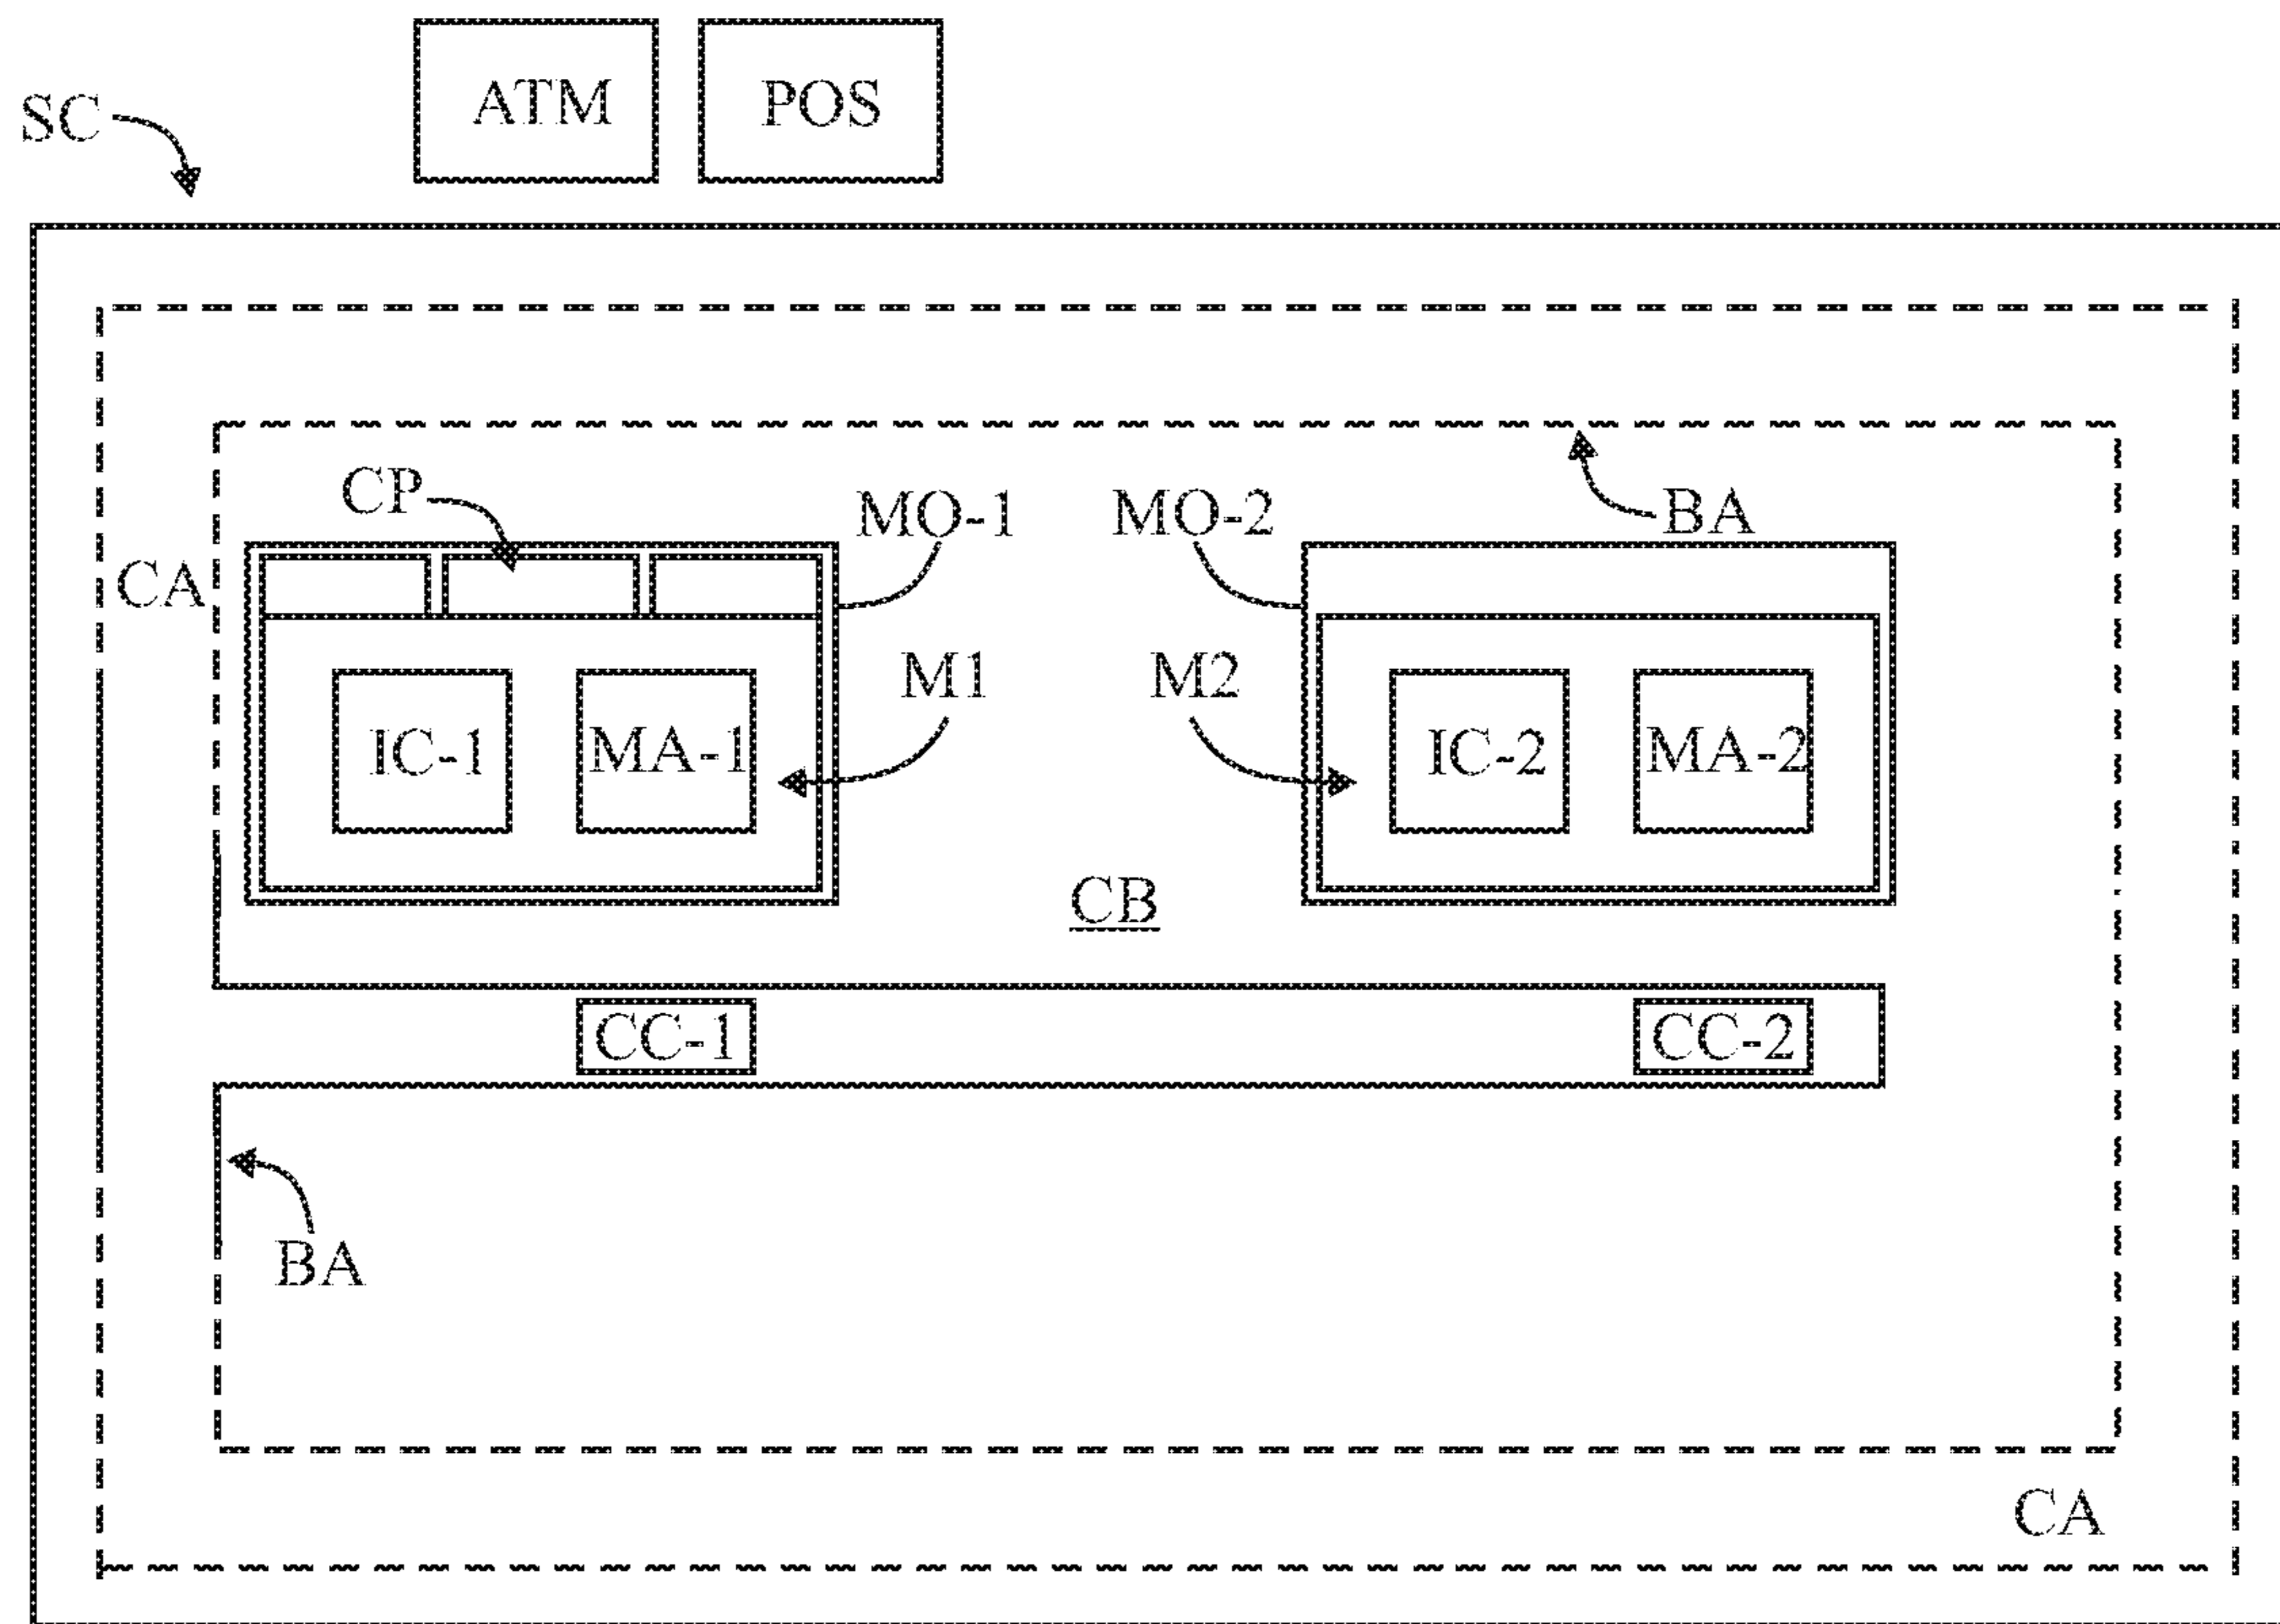 ATM POS
SC
CP MO-1 MO-2 BA
CA
M1 M2
IC-1 MA-1 IC-2 MA-2
CB
CC-1 CC-2
BA
CA